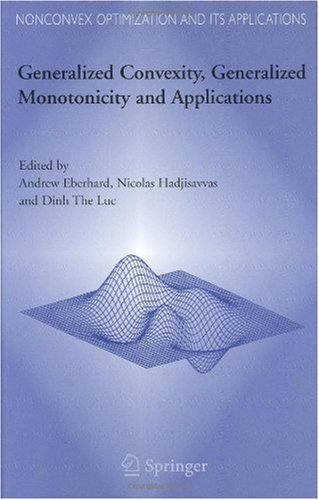 NONCONVEX OPTIMIZATION AND ITS APPLICATIONS
Generalized Convexity, Generalized
Monotonicity and Applications
Edited by
Andrew Eberhard, Nicolas Hadjisavvas
and Dinh The Luc
Springer